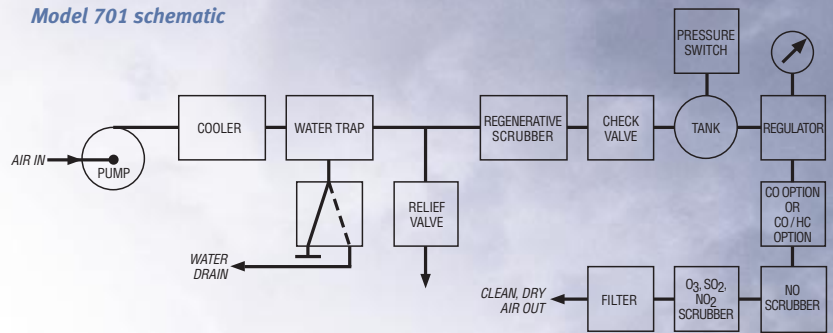 Model 701 schematic
PRESSURE
SWITCH
COOLER
WATER TRAP
REGENERATIVE
SCRUBBER
CHECK
VALVE
TANK
REGULATOR
AIR IN
PUMP
RELIEF
VALVE
CO OPTION
OR
CO / HC
OPTION
WATER
DRAIN
CLEAN, DRY
AIR OUT
FILTER
O₃, SO₂,
NO₂
SCRUBBER
NO
SCRUBBER